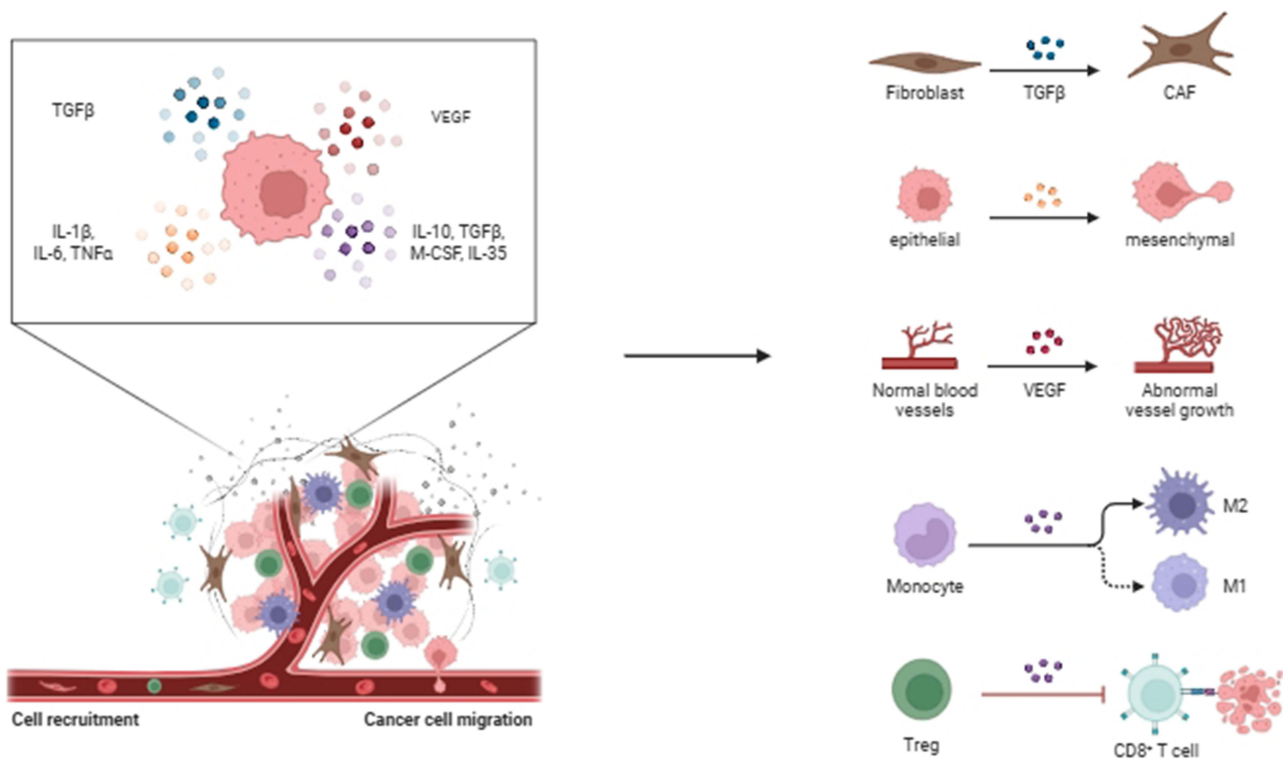 TGFβ
VEGF
IL-1β,
IL-6, TNFα
IL-10, TGFβ,
M-CSF, IL-35
Cell recruitment
Cancer cell migration
Fibroblast
TGFβ
CAF
epithelial
mesenchymal
Normal blood
vessels
VEGF
Abnormal
vessel growth
Monocyte
M2
M1
Treg
CD8⁺ T cell